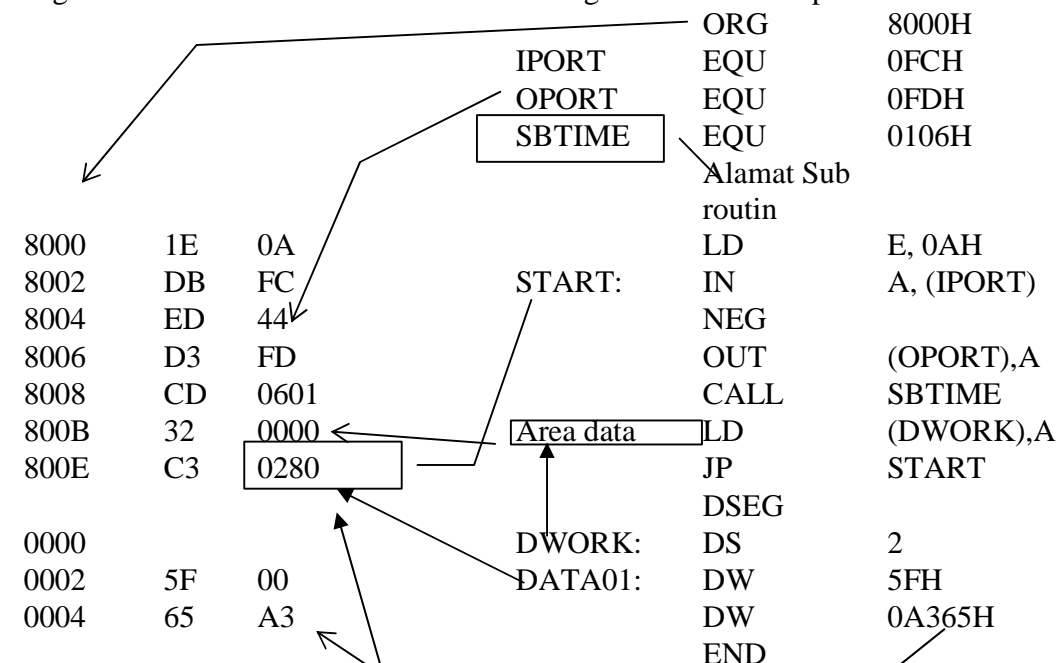 ORG 8000H
IPORT EQU 0FCH
OPORT EQU 0FDH
SBTIME EQU 0106H
Alamat Sub
routin
8000 1E 0A LD E, 0AH
8002 DB FC START: IN A, (IPORT)
8004 ED 44 NEG
8006 D3 FD OUT (OPORT),A
8008 CD 0601 CALL SBTIME
800B 32 0000 Area data LD (DWORK),A
800E C3 0280 JP START
DSEG
0000 DWORK: DS 2
0002 5F 00 DATA01: DW 5FH
0004 65 A3 DW 0A365H
END